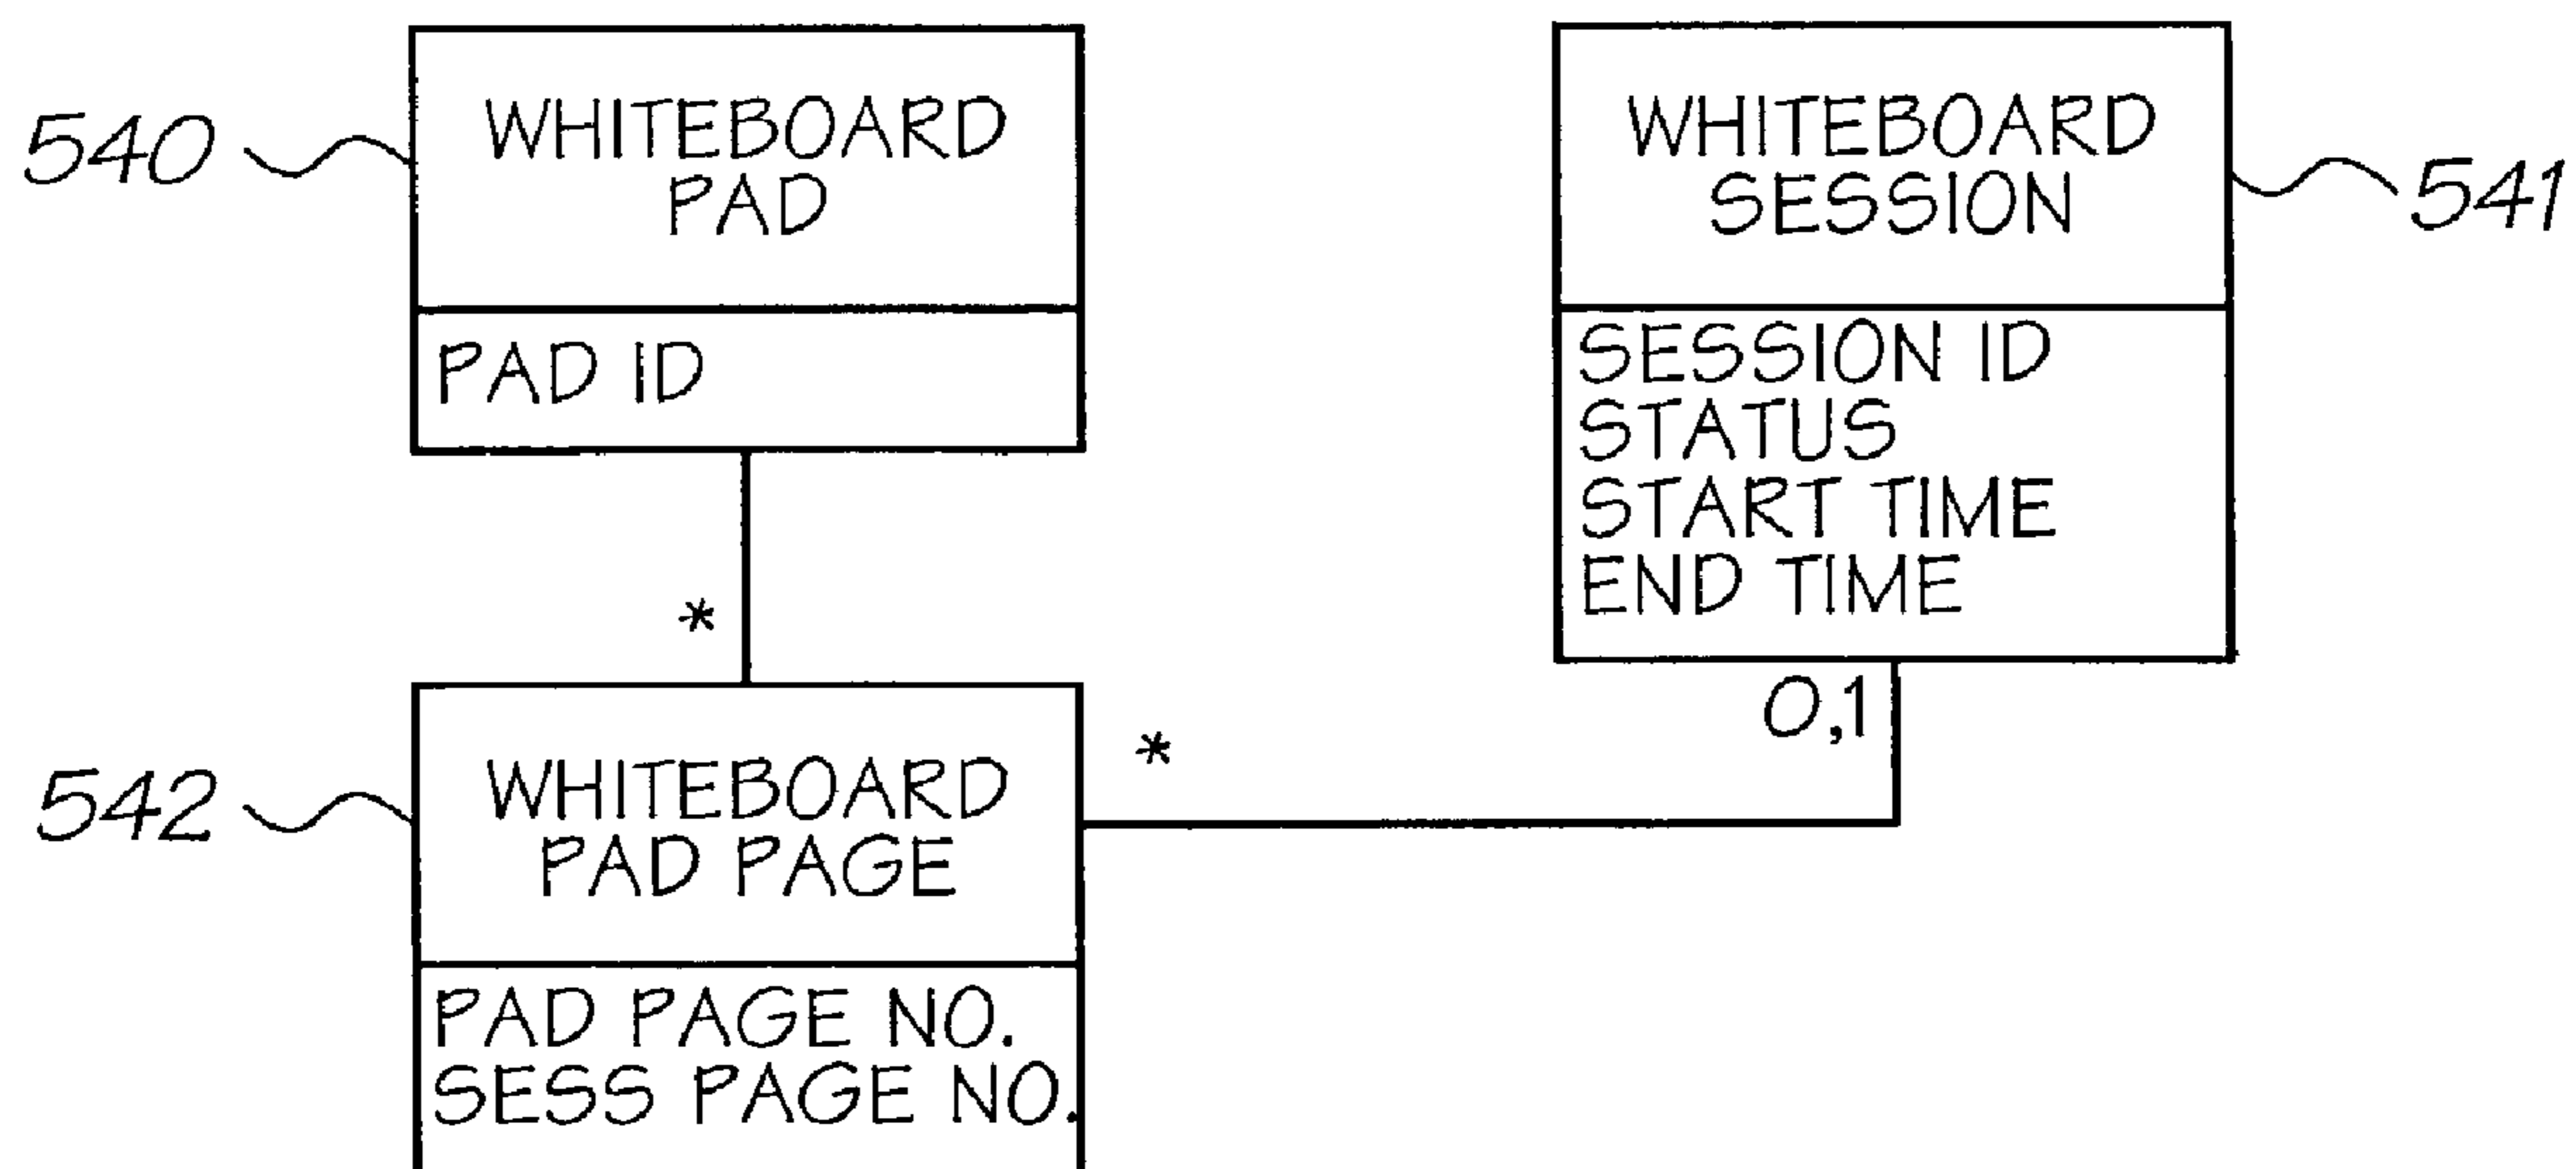 540
WHITEBOARD
PAD
PAD ID
WHITEBOARD
SESSION
541
SESSION ID
STATUS
START TIME
END TIME
0,1
*
*
542
WHITEBOARD
PAD PAGE
PAD PAGE NO.
SESS PAGE NO.